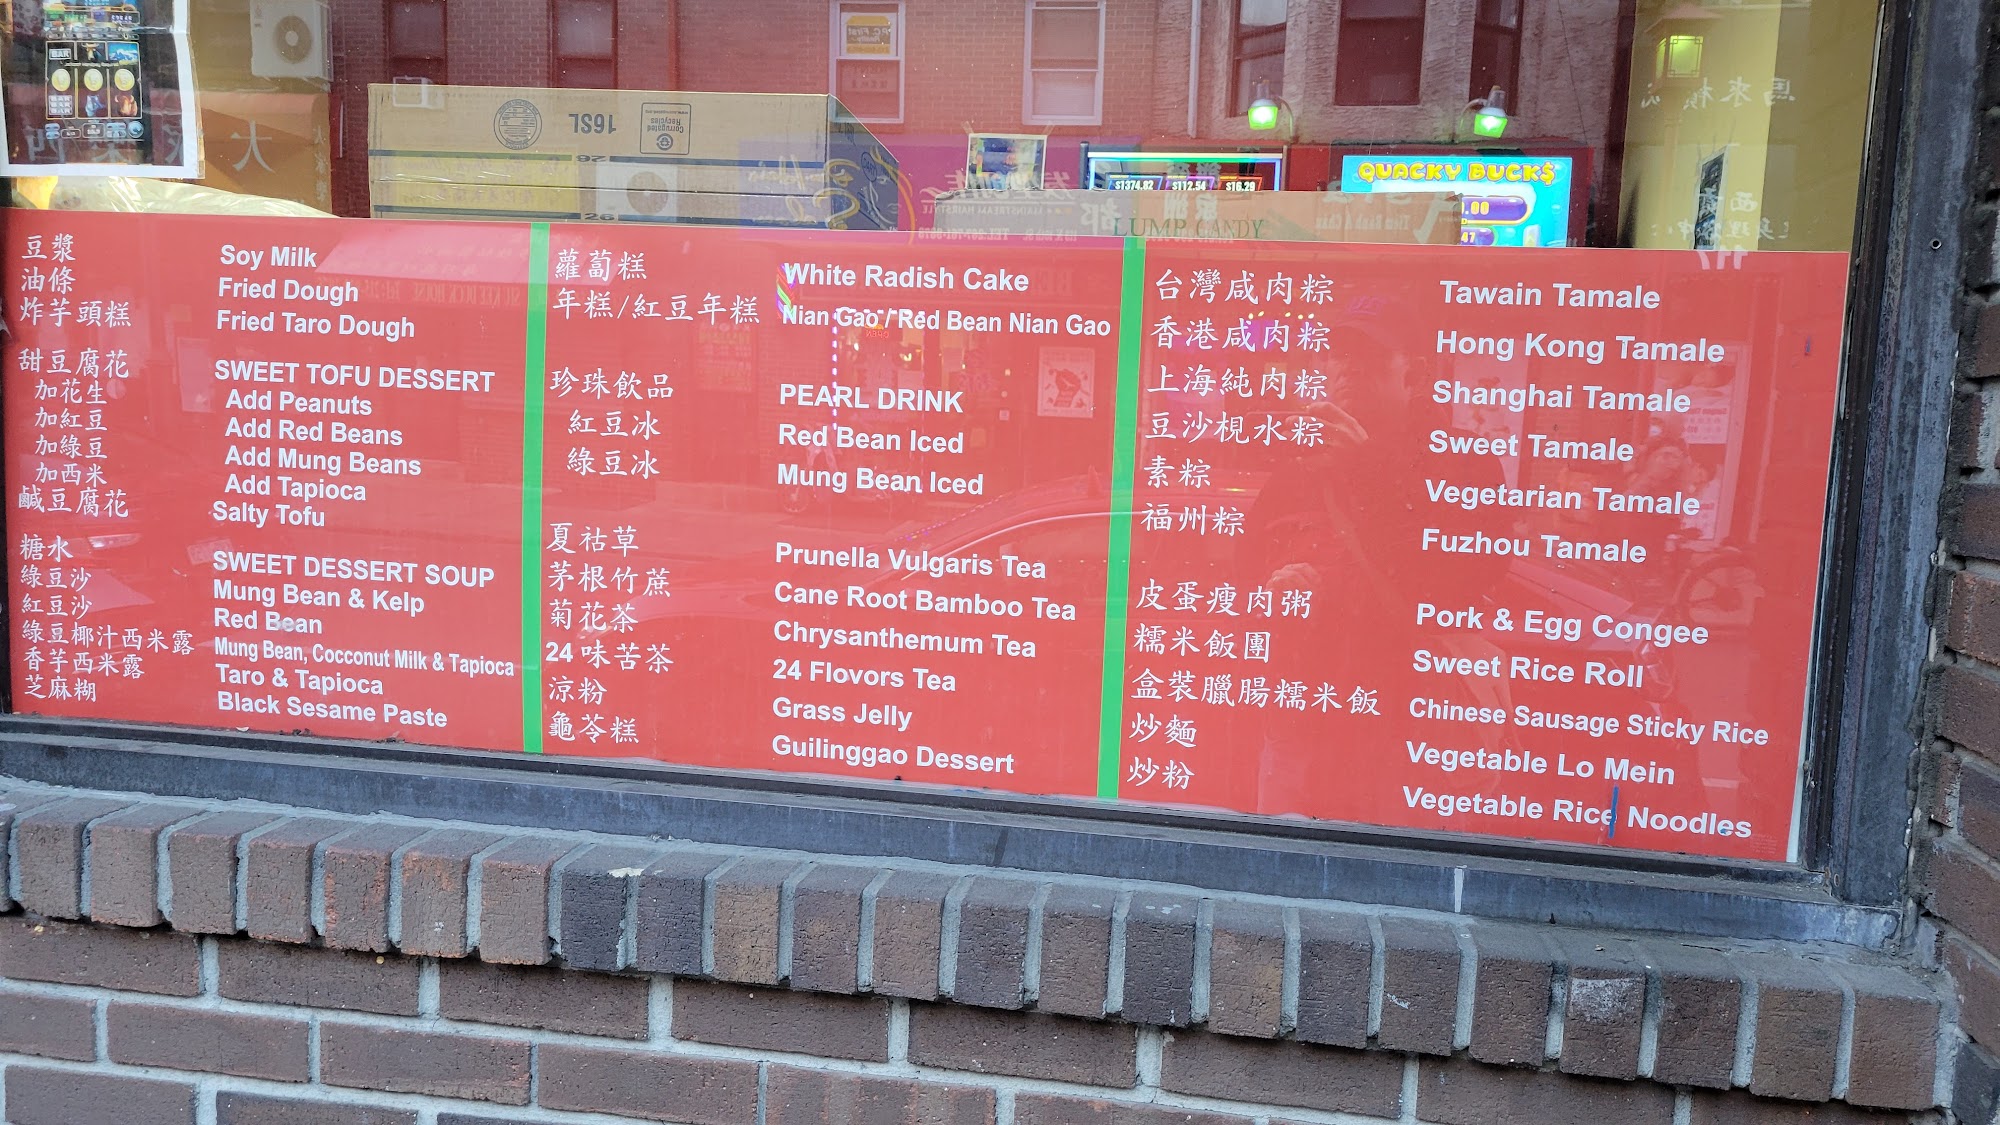 16SL
Corrugated
Recycles
26
26
LUMP CANDY
$1374.82 $112.54 $16.29
QUACKY BUCK$
豆漿 Soy Milk
油條 Fried Dough
炸芋頭糕 Fried Taro Dough
甜豆腐花 SWEET TOFU DESSERT
加花生 Add Peanuts
加紅豆 Add Red Beans
加綠豆 Add Mung Beans
加西米 Add Tapioca
鹹豆腐花 Salty Tofu
糖水 SWEET DESSERT SOUP
綠豆沙 Mung Bean & Kelp
紅豆沙 Red Bean
綠豆椰汁西米露 Mung Bean, Cocconut Milk & Tapioca
香芋西米露 Taro & Tapioca
芝麻糊 Black Sesame Paste
蘿蔔糕 White Radish Cake
年糕/紅豆年糕 Nian Gao / Red Bean Nian Gao
珍珠飲品 PEARL DRINK
紅豆冰 Red Bean Iced
綠豆冰 Mung Bean Iced
夏祜草 Prunella Vulgaris Tea
茅根竹蔗 Cane Root Bamboo Tea
菊花茶 Chrysanthemum Tea
24味苦茶 24 Flovors Tea
涼粉 Grass Jelly
龜苓糕 Guilinggao Dessert
台灣咸肉粽 Tawain Tamale
香港咸肉粽 Hong Kong Tamale
上海純肉粽 Shanghai Tamale
豆沙梘水粽 Sweet Tamale
素粽 Vegetarian Tamale
福州粽 Fuzhou Tamale
皮蛋瘦肉粥 Pork & Egg Congee
糯米飯團 Sweet Rice Roll
盒裝臘腸糯米飯 Chinese Sausage Sticky Rice
炒麵 Vegetable Lo Mein
炒粉 Vegetable Rice Noodles